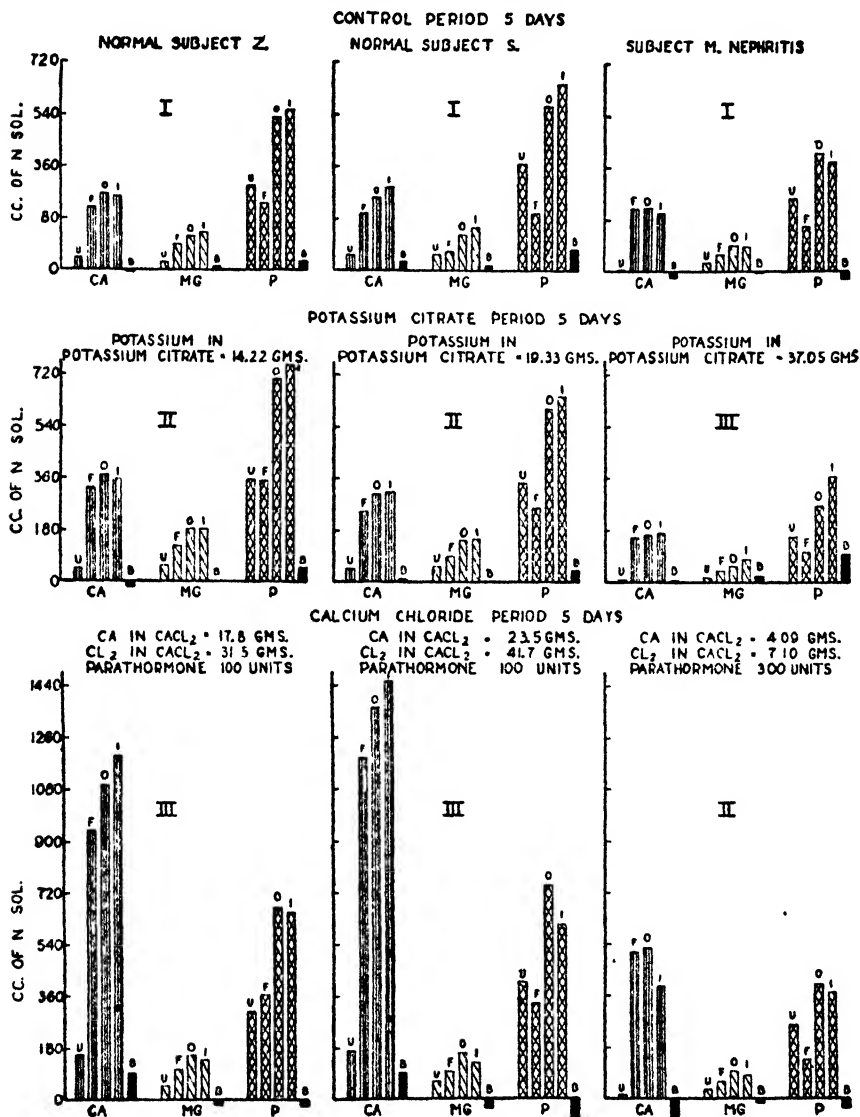 CONTROL PERIOD 5 DAYS
NORMAL SUBJECT Z.
NORMAL SUBJECT S.
SUBJECT M. NEPHRITIS
CC. OF N SOL.
720
540
360
80
0
I
U F O I B
U F O I B
U F O I B
CA MG P
I
U F O I B
U F O I B
U F O I B
CA MG P
I
U F O I B
U F O I B
U F O I B
CA MG P
POTASSIUM CITRATE PERIOD 5 DAYS
POTASSIUM IN
POTASSIUM CITRATE = 14.22 GMS.
POTASSIUM IN
POTASSIUM CITRATE = 19.33 GMS.
POTASSIUM IN
POTASSIUM CITRATE = 37.05 GMS
CC. OF N SOL.
720
540
360
180
0
II
U F O I B
U F O I B
U F O I B
CA MG P
II
U F O I B
U F O I B
U F O I B
CA MG P
III
U F O I B
U F O I B
U F O I B
CA MG P
CALCIUM CHLORIDE PERIOD 5 DAYS
CA IN CACL2 = 17.8 GMS.
CL2 IN CACL2 = 31.5 GMS.
PARATHORMONE 100 UNITS
CA IN CACL2 = 23.5 GMS.
CL2 IN CACL2 = 41.7 GMS.
PARATHORMONE 100 UNITS
CA IN CACL2 = 4.09 GMS.
CL2 IN CACL2 = 7.10 GMS.
PARATHORMONE 300 UNITS
CC. OF N SOL.
1440
1260
1080
900
720
540
360
180
0
III
U F O I B
U F O I B
U F O I B
CA MG P
III
U F O I B
U F O I B
U F O I B
CA MG P
II
U F O I B
U F O I B
U F O I B
CA MG P